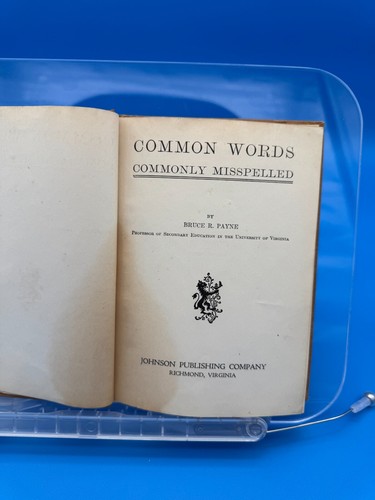 COMMON WORDS
COMMONLY MISSPELLED
BY
BRUCE R. PAYNE
PROFESSOR OF SECONDARY EDUCATION IN THE UNIVERSITY OF VIRGINIA
JOHNSON PUBLISHING COMPANY
RICHMOND, VIRGINIA